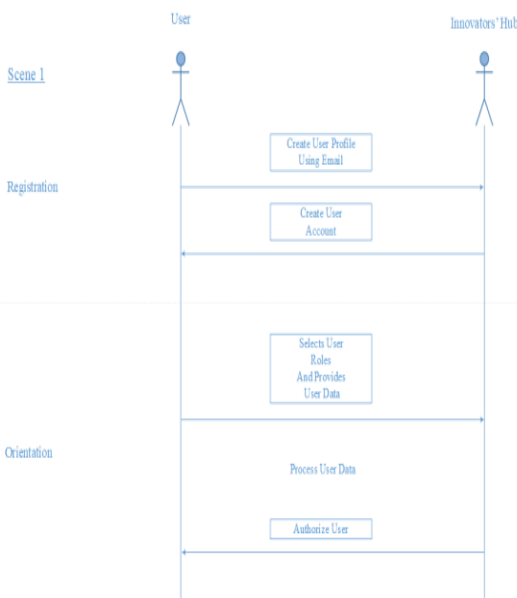 User
Innovators' Hub
Scene 1
Create User Profile
Using Email
Registration
Create User
Account
Selects User
Roles
And Provides
User Data
Orientation
Process User Data
Authorize User